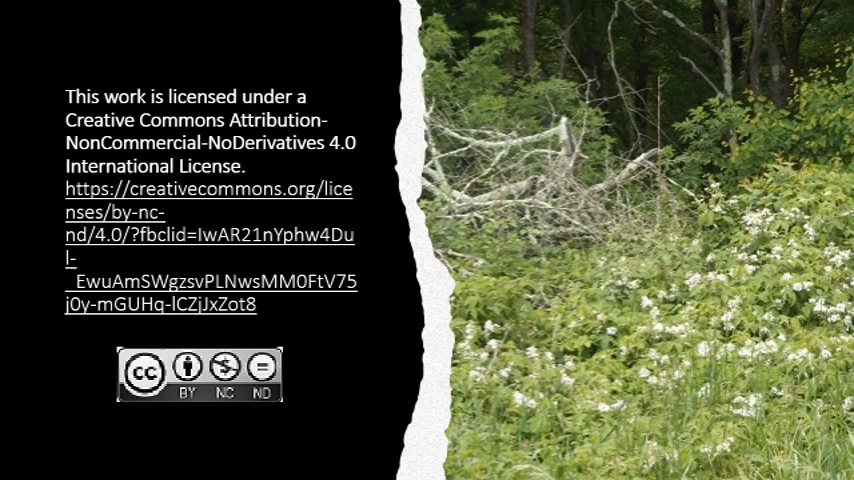 This work is licensed under a
Creative Commons Attribution-
NonCommercial-NoDerivatives 4.0
International License.
https://creativecommons.org/lice
nses/by-nc-
nd/4.0/?fbclid=IwAR21nYphw4Du
l-
_EwuAmSWgzsvPLNwsMM0FtV75
j0y-mGUHq-lCZjJxZot8
cc
BY NC ND